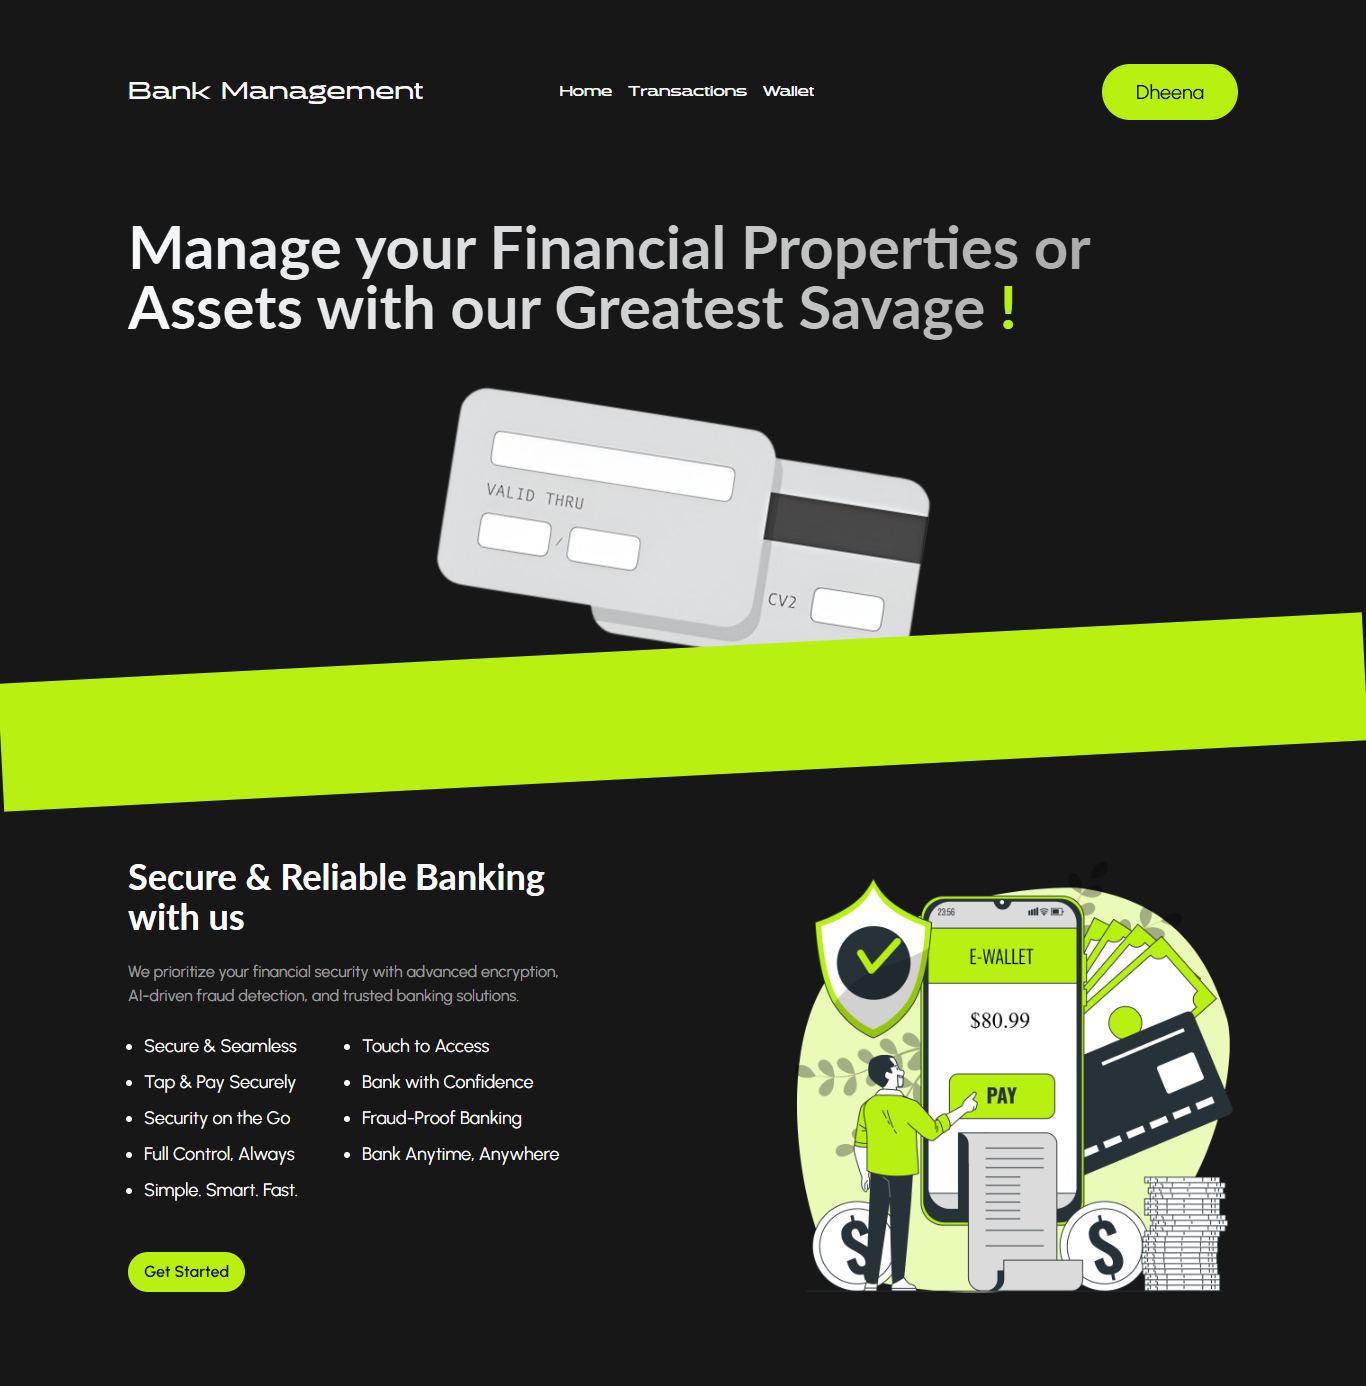 Bank Management
Home Transactions Wallet
Dheena
Manage your Financial Properties or
Assets with our Greatest Savage !
VALID THRU
/
CV2
Secure & Reliable Banking
with us
We prioritize your financial security with advanced encryption,
AI-driven fraud detection, and trusted banking solutions.
Secure & Seamless
Tap & Pay Securely
Security on the Go
Full Control, Always
Simple. Smart. Fast.
Touch to Access
Bank with Confidence
Fraud-Proof Banking
Bank Anytime, Anywhere
Get Started
23:56
E-WALLET
$80.99
PAY
$
$